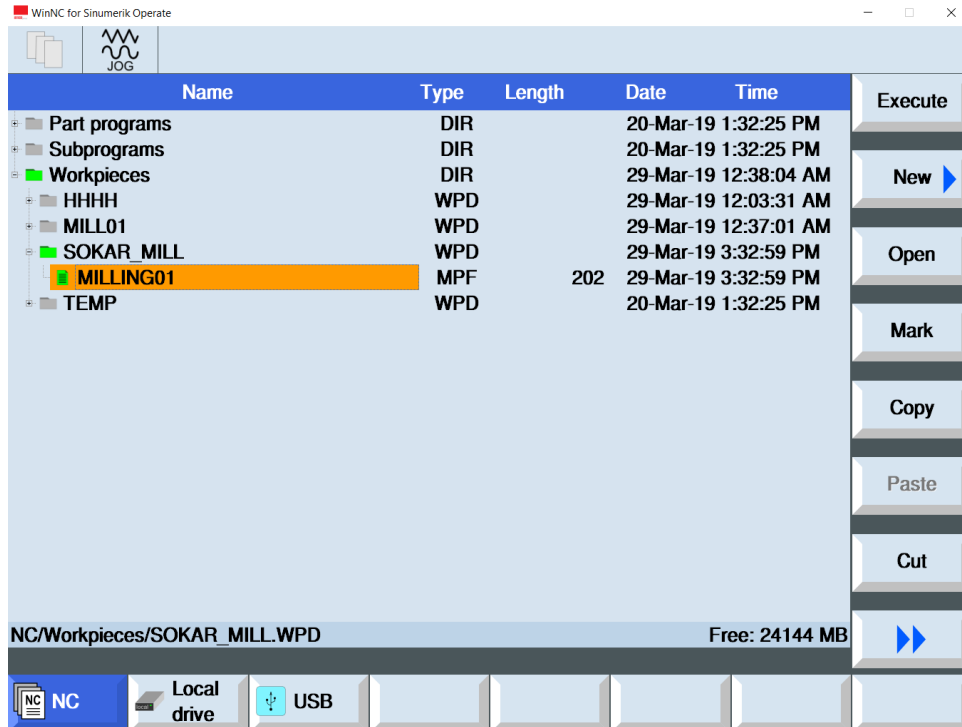 WinNC for Sinumerik Operate
JOG
Name Type Length Date Time
Part programs DIR 20-Mar-19 1:32:25 PM
Subprograms DIR 20-Mar-19 1:32:25 PM
Workpieces DIR 29-Mar-19 12:38:04 AM
HHHH WPD 29-Mar-19 12:03:31 AM
MILL01 WPD 29-Mar-19 12:37:01 AM
SOKAR_MILL WPD 29-Mar-19 3:32:59 PM
MILLING01 MPF 202 29-Mar-19 3:32:59 PM
TEMP WPD 20-Mar-19 1:32:25 PM
NC/Workpieces/SOKAR_MILL.WPD Free: 24144 MB
Execute
New
Open
Mark
Copy
Paste
Cut
NC NC
Local
drive
USB